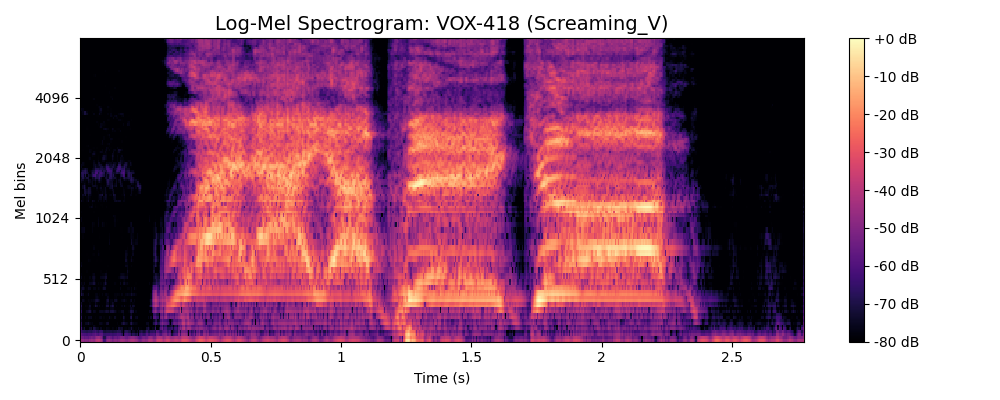 Log-Mel Spectrogram: VOX-418 (Screaming_V)
Mel bins
4096
2048
1024
512
0
0
0.5
1
1.5
2
2.5
Time (s)
+0 dB
-10 dB
-20 dB
-30 dB
-40 dB
-50 dB
-60 dB
-70 dB
-80 dB